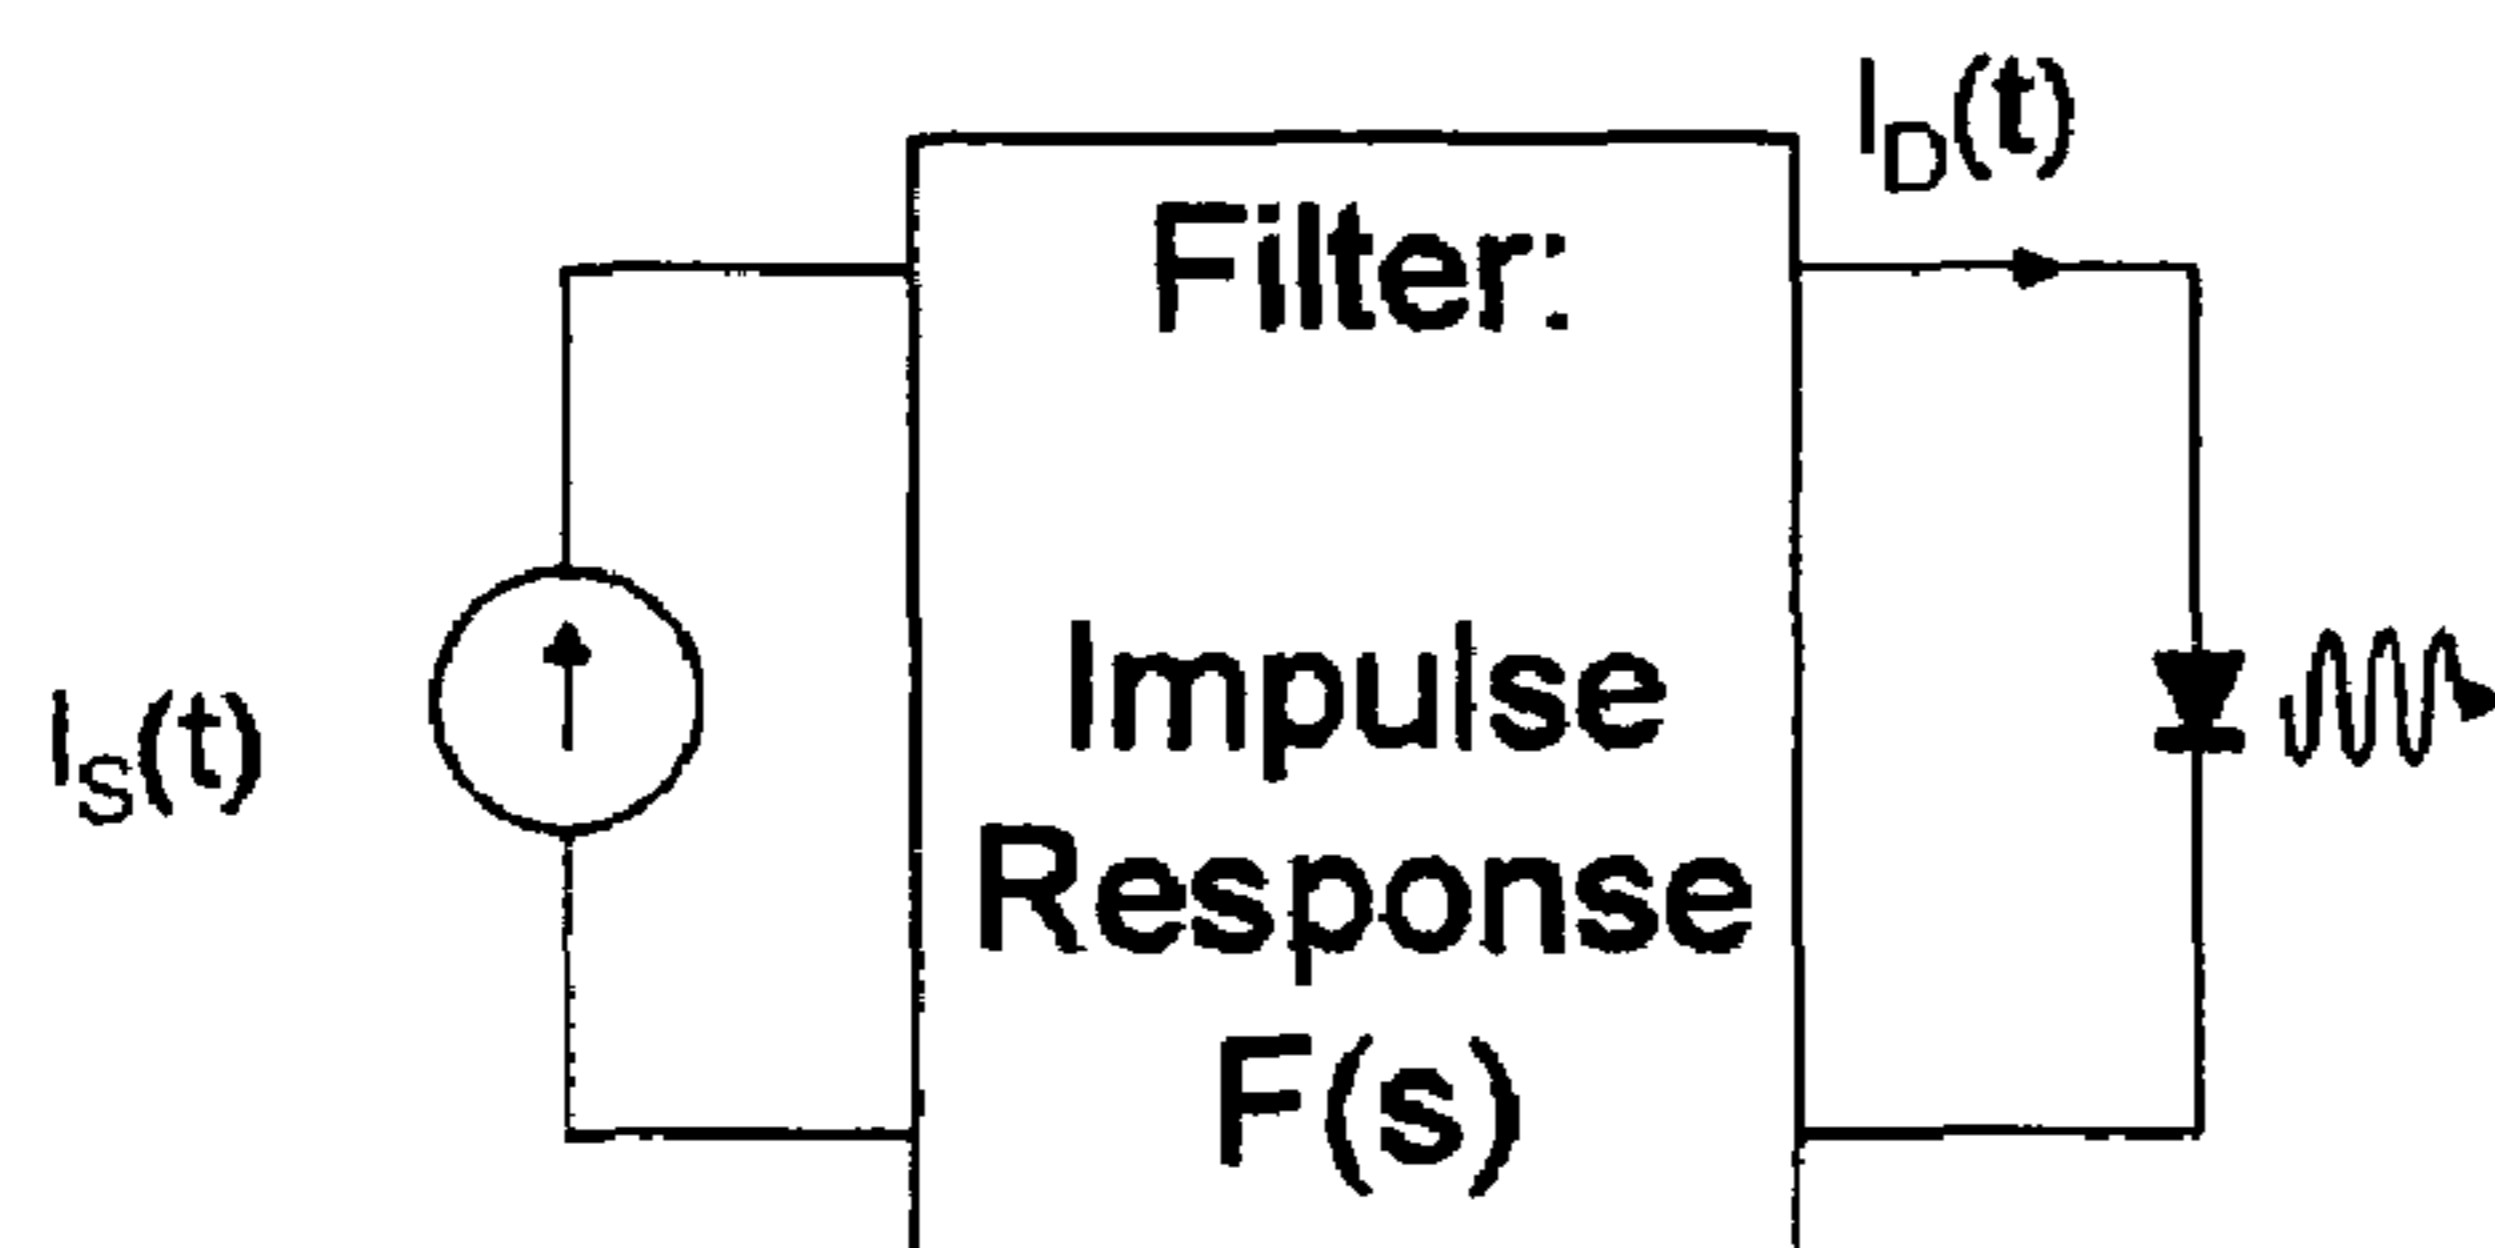 I_D(t)
Filter:
Impulse
I_S(t)
Response
F(s)